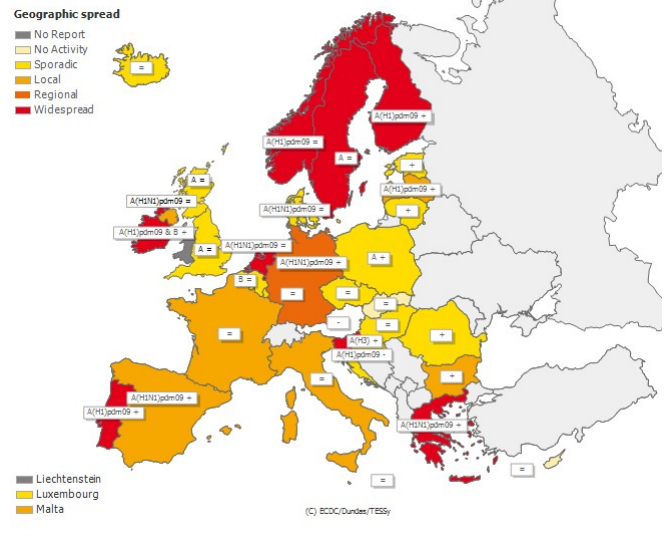 Geographic spread
No Report
No Activity
Sporadic
Local
Regional
Widespread
=
A(H1)pdm09 +
A(H1)pdm09 =
A =
+
A =
A(H1)pdm09 +
A(H1N1)pdm09 =
+
A(H1N1)pdm09 =
+
A(H1)pdm09 & B +
A =
A(H1N1)pdm09 =
A(H1N1)pdm09 +
A +
B =
=
=
=
=
-
=
+
A(H3) +
A(H1)pdm09 -
=
+
A(H1N1)pdm09 +
A(H1)pdm09 +
A(H1N1)pdm09 +
=
=
Liechtenstein
Luxembourg
Malta
(C) ECDC/Dundas/TESSy